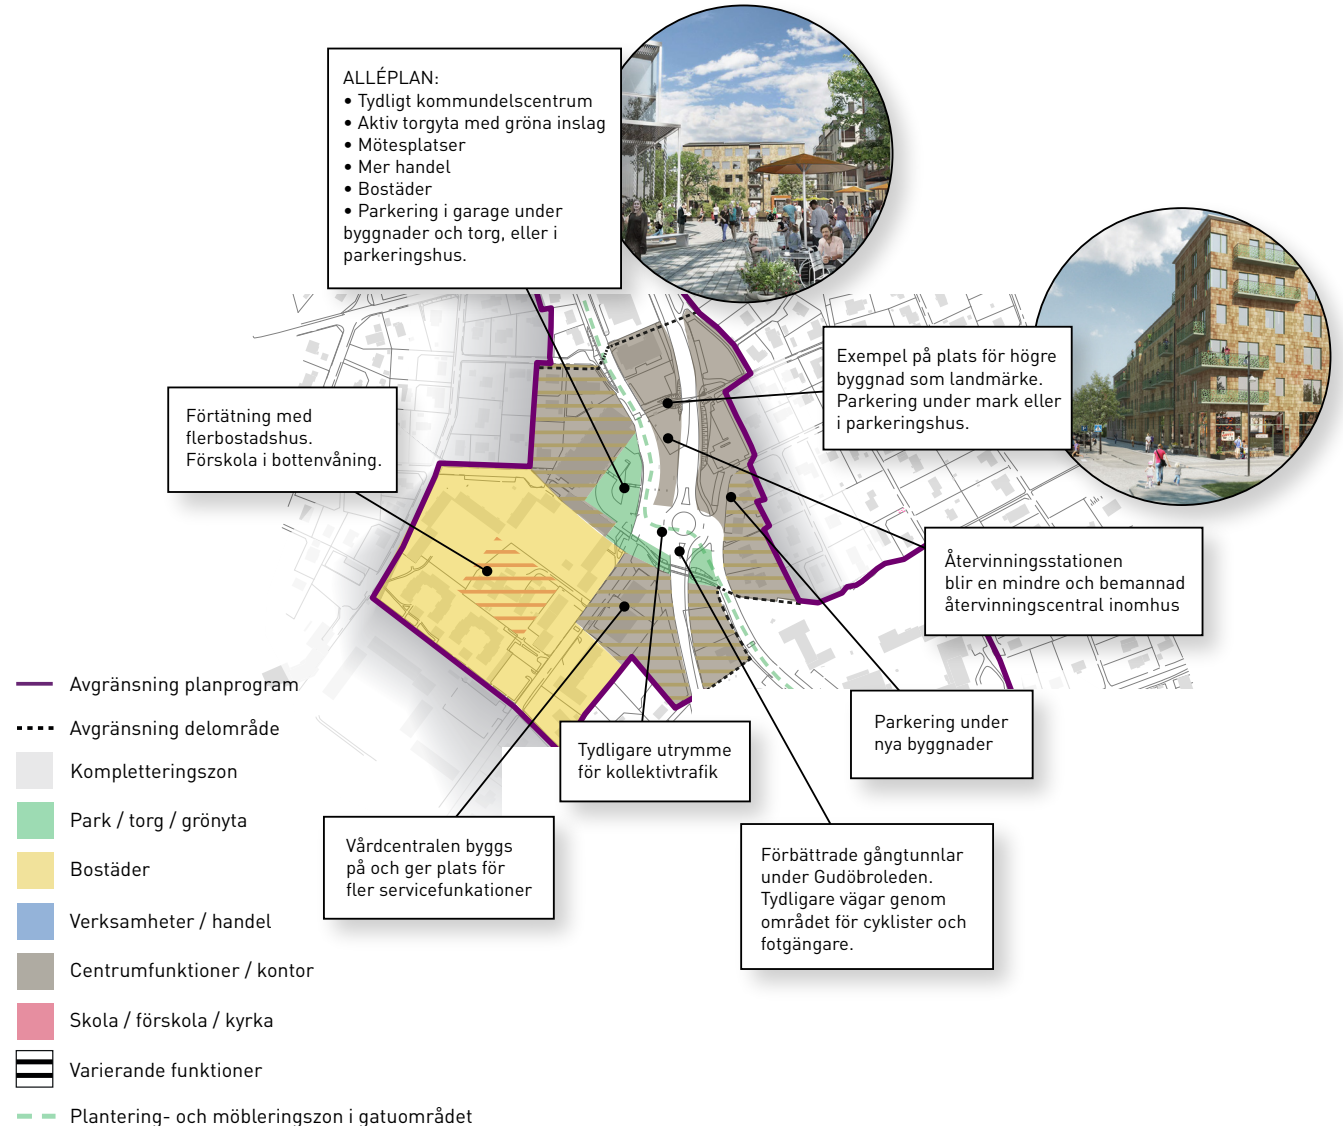 ALLÉPLAN:
• Tydligt kommundelscentrum
• Aktiv torgyta med gröna inslag
• Mötesplatser
• Mer handel
• Bostäder
• Parkering i garage under
byggnader och torg, eller i
parkeringshus.
Exempel på plats för högre
byggnad som landmärke.
Parkering under mark eller
i parkeringshus.
Förtätning med
flerbostadshus.
Förskola i bottenvåning.
Återvinningsstationen
blir en mindre och bemannad
återvinningscentral inomhus
Parkering under
nya byggnader
Tydligare utrymme
för kollektivtrafik
Vårdcentralen byggs
på och ger plats för
fler servicefunkationer
Förbättrade gångtunnlar
under Gudöbroleden.
Tydligare vägar genom
området för cyklister och
fotgängare.
Avgränsning planprogram
Avgränsning delområde
Kompletteringszon
Park / torg / grönyta
Bostäder
Verksamheter / handel
Centrumfunktioner / kontor
Skola / förskola / kyrka
Varierande funktioner
Plantering- och möbleringszon i gatuområdet